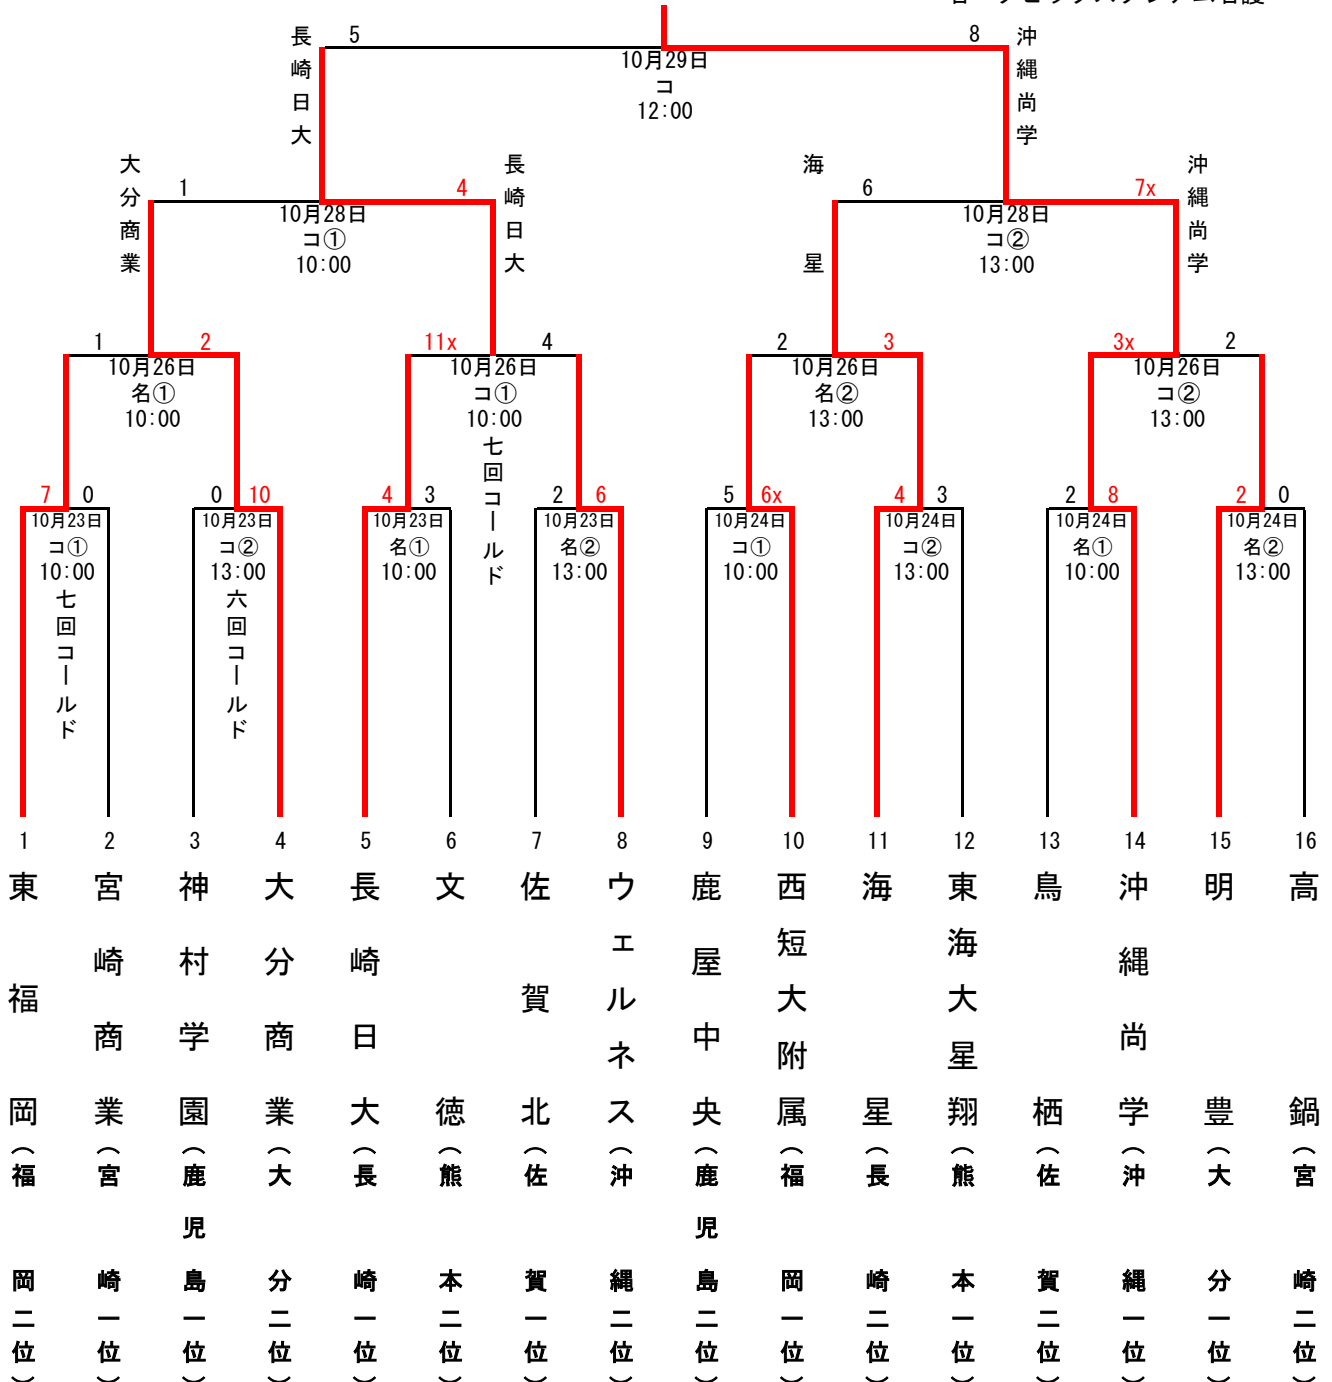 長崎日大 5 8 沖縄尚学
10月29日
コ
12:00
大分商業 1 4 長崎日大
10月28日
コ①
10:00
海星 6 7x 沖縄尚学
10月28日
コ②
13:00
1 2
10月26日
名①
10:00
11x 4
10月26日
コ①
10:00
七回コールド
2 3
10月26日
名②
13:00
3x 2
10月26日
コ②
13:00
7 0
10月23日
コ①
10:00
七回コールド
0 10
10月23日
コ②
13:00
六回コールド
4 3
10月23日
名①
10:00
2 6
10月23日
名②
13:00
5 6x
10月24日
コ①
10:00
4 3
10月24日
コ②
13:00
2 8
10月24日
名①
10:00
2 0
10月24日
名②
13:00
1 東福岡(福岡二位)
2 宮崎商業(宮崎一位)
3 神村学園(鹿児島一位)
4 大分商業(大分二位)
5 長崎日大(長崎一位)
6 文徳(熊本二位)
7 佐賀北(佐賀一位)
8 ウェルネス(沖縄二位)
9 鹿屋中央(鹿児島二位)
10 西短大附属(福岡一位)
11 海星(長崎二位)
12 東海大星翔(熊本一位)
13 鳥栖(佐賀二位)
14 沖縄尚学(沖縄一位)
15 明豊(大分一位)
16 高鍋(宮崎二位)